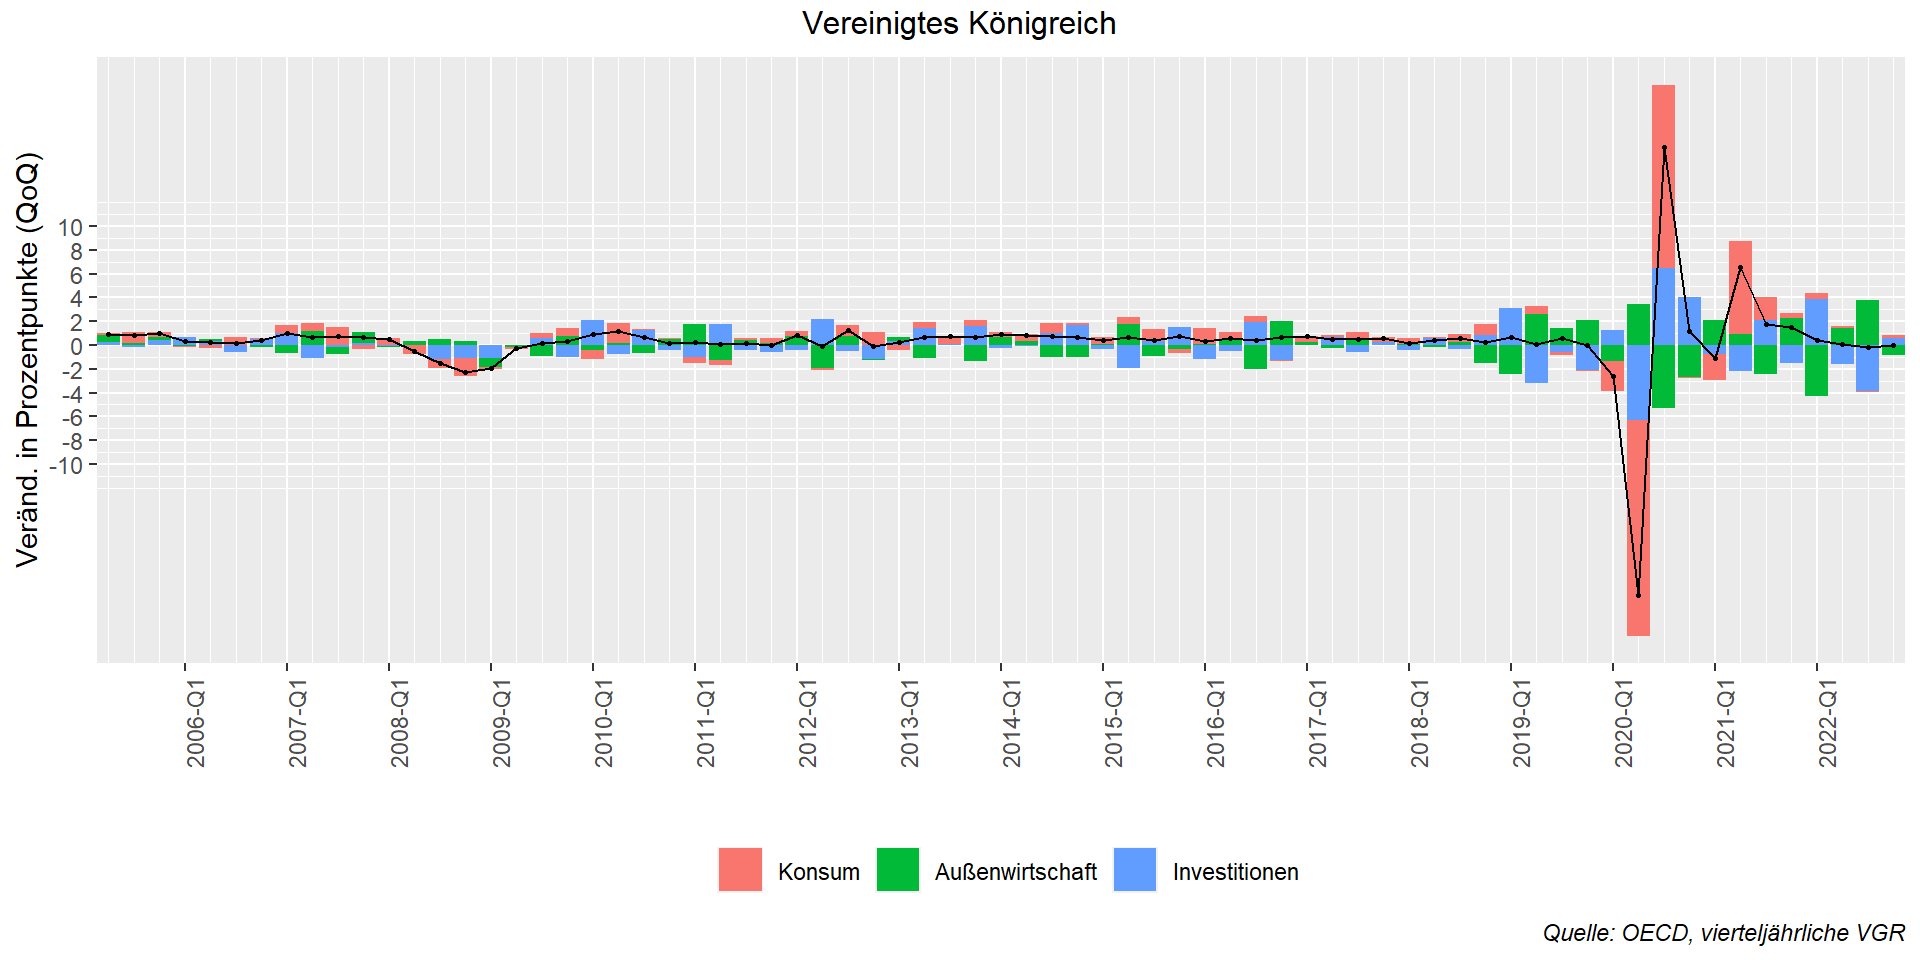 Vereinigtes Königreich
Veränd. in Prozentpunkte (QoQ)
10
8
6
4
2
0
-2
-4
-6
-8
-10
2006-Q1
2007-Q1
2008-Q1
2009-Q1
2010-Q1
2011-Q1
2012-Q1
2013-Q1
2014-Q1
2015-Q1
2016-Q1
2017-Q1
2018-Q1
2019-Q1
2020-Q1
2021-Q1
2022-Q1
Konsum
Außenwirtschaft
Investitionen
Quelle: OECD, vierteljährliche VGR